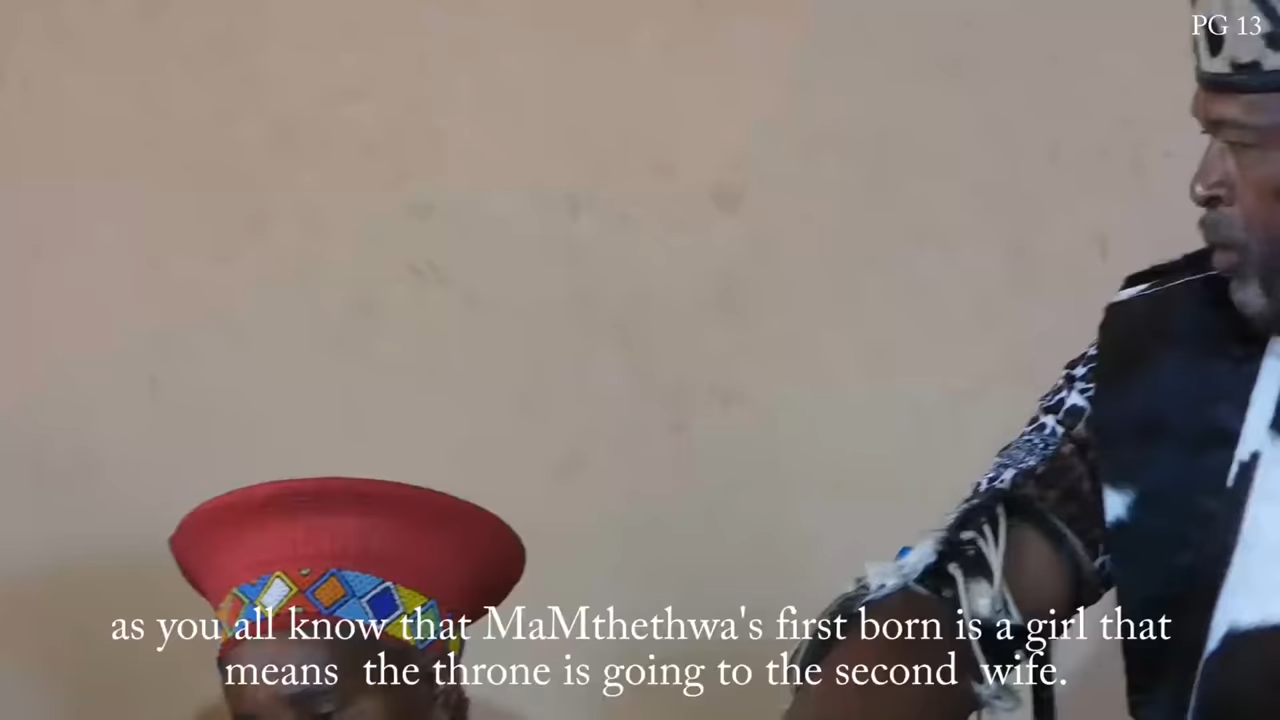 PG 13
as you all know that MaMthethwa's first born is a girl that
means  the throne is going to the second  wife.